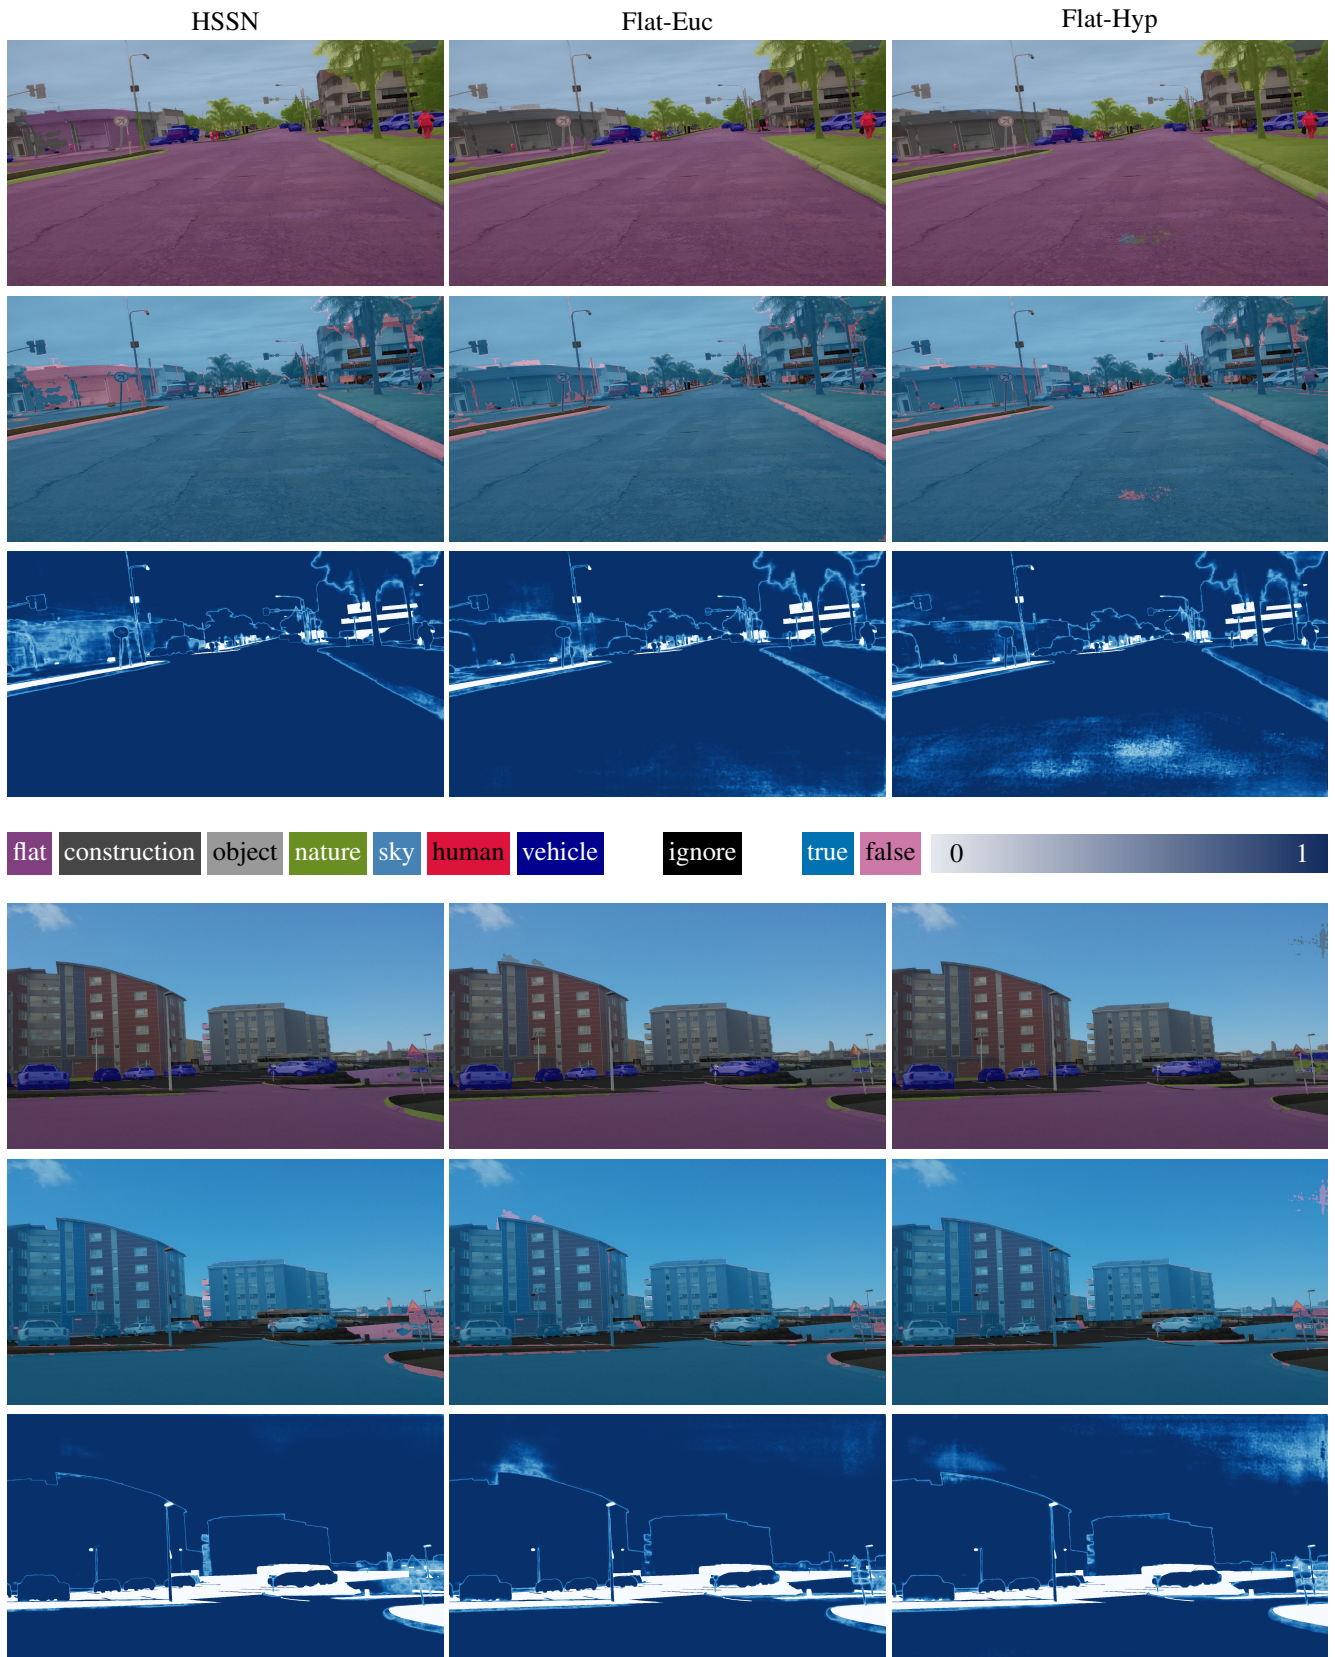 HSSN Flat-Euc Flat-Hyp
flat construction object nature sky human vehicle ignore true false 0 1